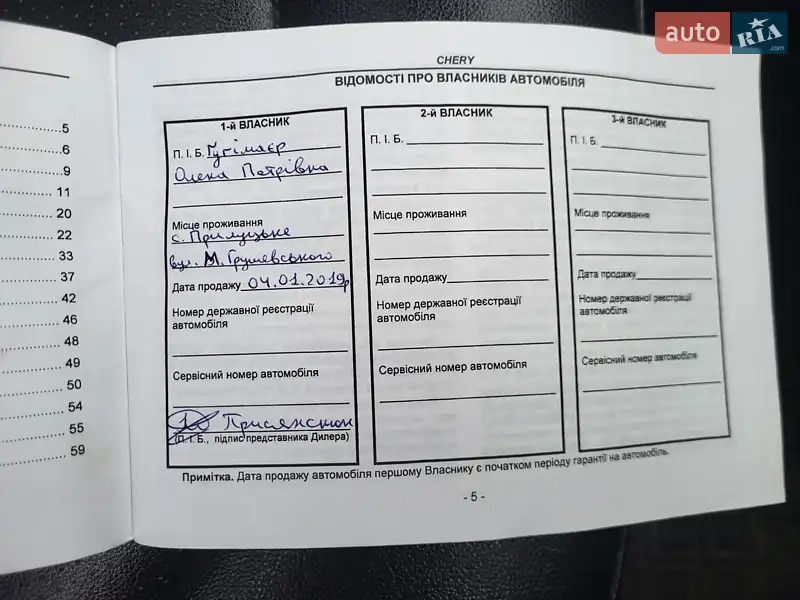 auto RIA .com
CHERY
ВІДОМОСТІ ПРО ВЛАСНИКІВ АВТОМОБІЛЯ
5
6
9
11
20
22
33
37
42
46
48
49
50
54
55
59
1-й ВЛАСНИК
П. І. Б. Гугімаєр
Олена Петрівна
Місце проживання
с. Прилуцьке
вул. М. Грушевського
Дата продажу 04.01.2019р
Номер державної реєстрації
автомобіля
Сервісний номер автомобіля
(П. І. Б., підпис представника Дилера)
2-й ВЛАСНИК
П. І. Б.
Місце проживання
Дата продажу
Номер державної реєстрації
автомобіля
Сервісний номер автомобіля
3-й ВЛАСНИК
П. І. Б.
Місце проживання
Дата продажу
Номер державної реєстрації
автомобіля
Сервісний номер автомобіля
Примітка. Дата продажу автомобіля першому Власнику є початком періоду гарантії на автомобіль.
- 5 -